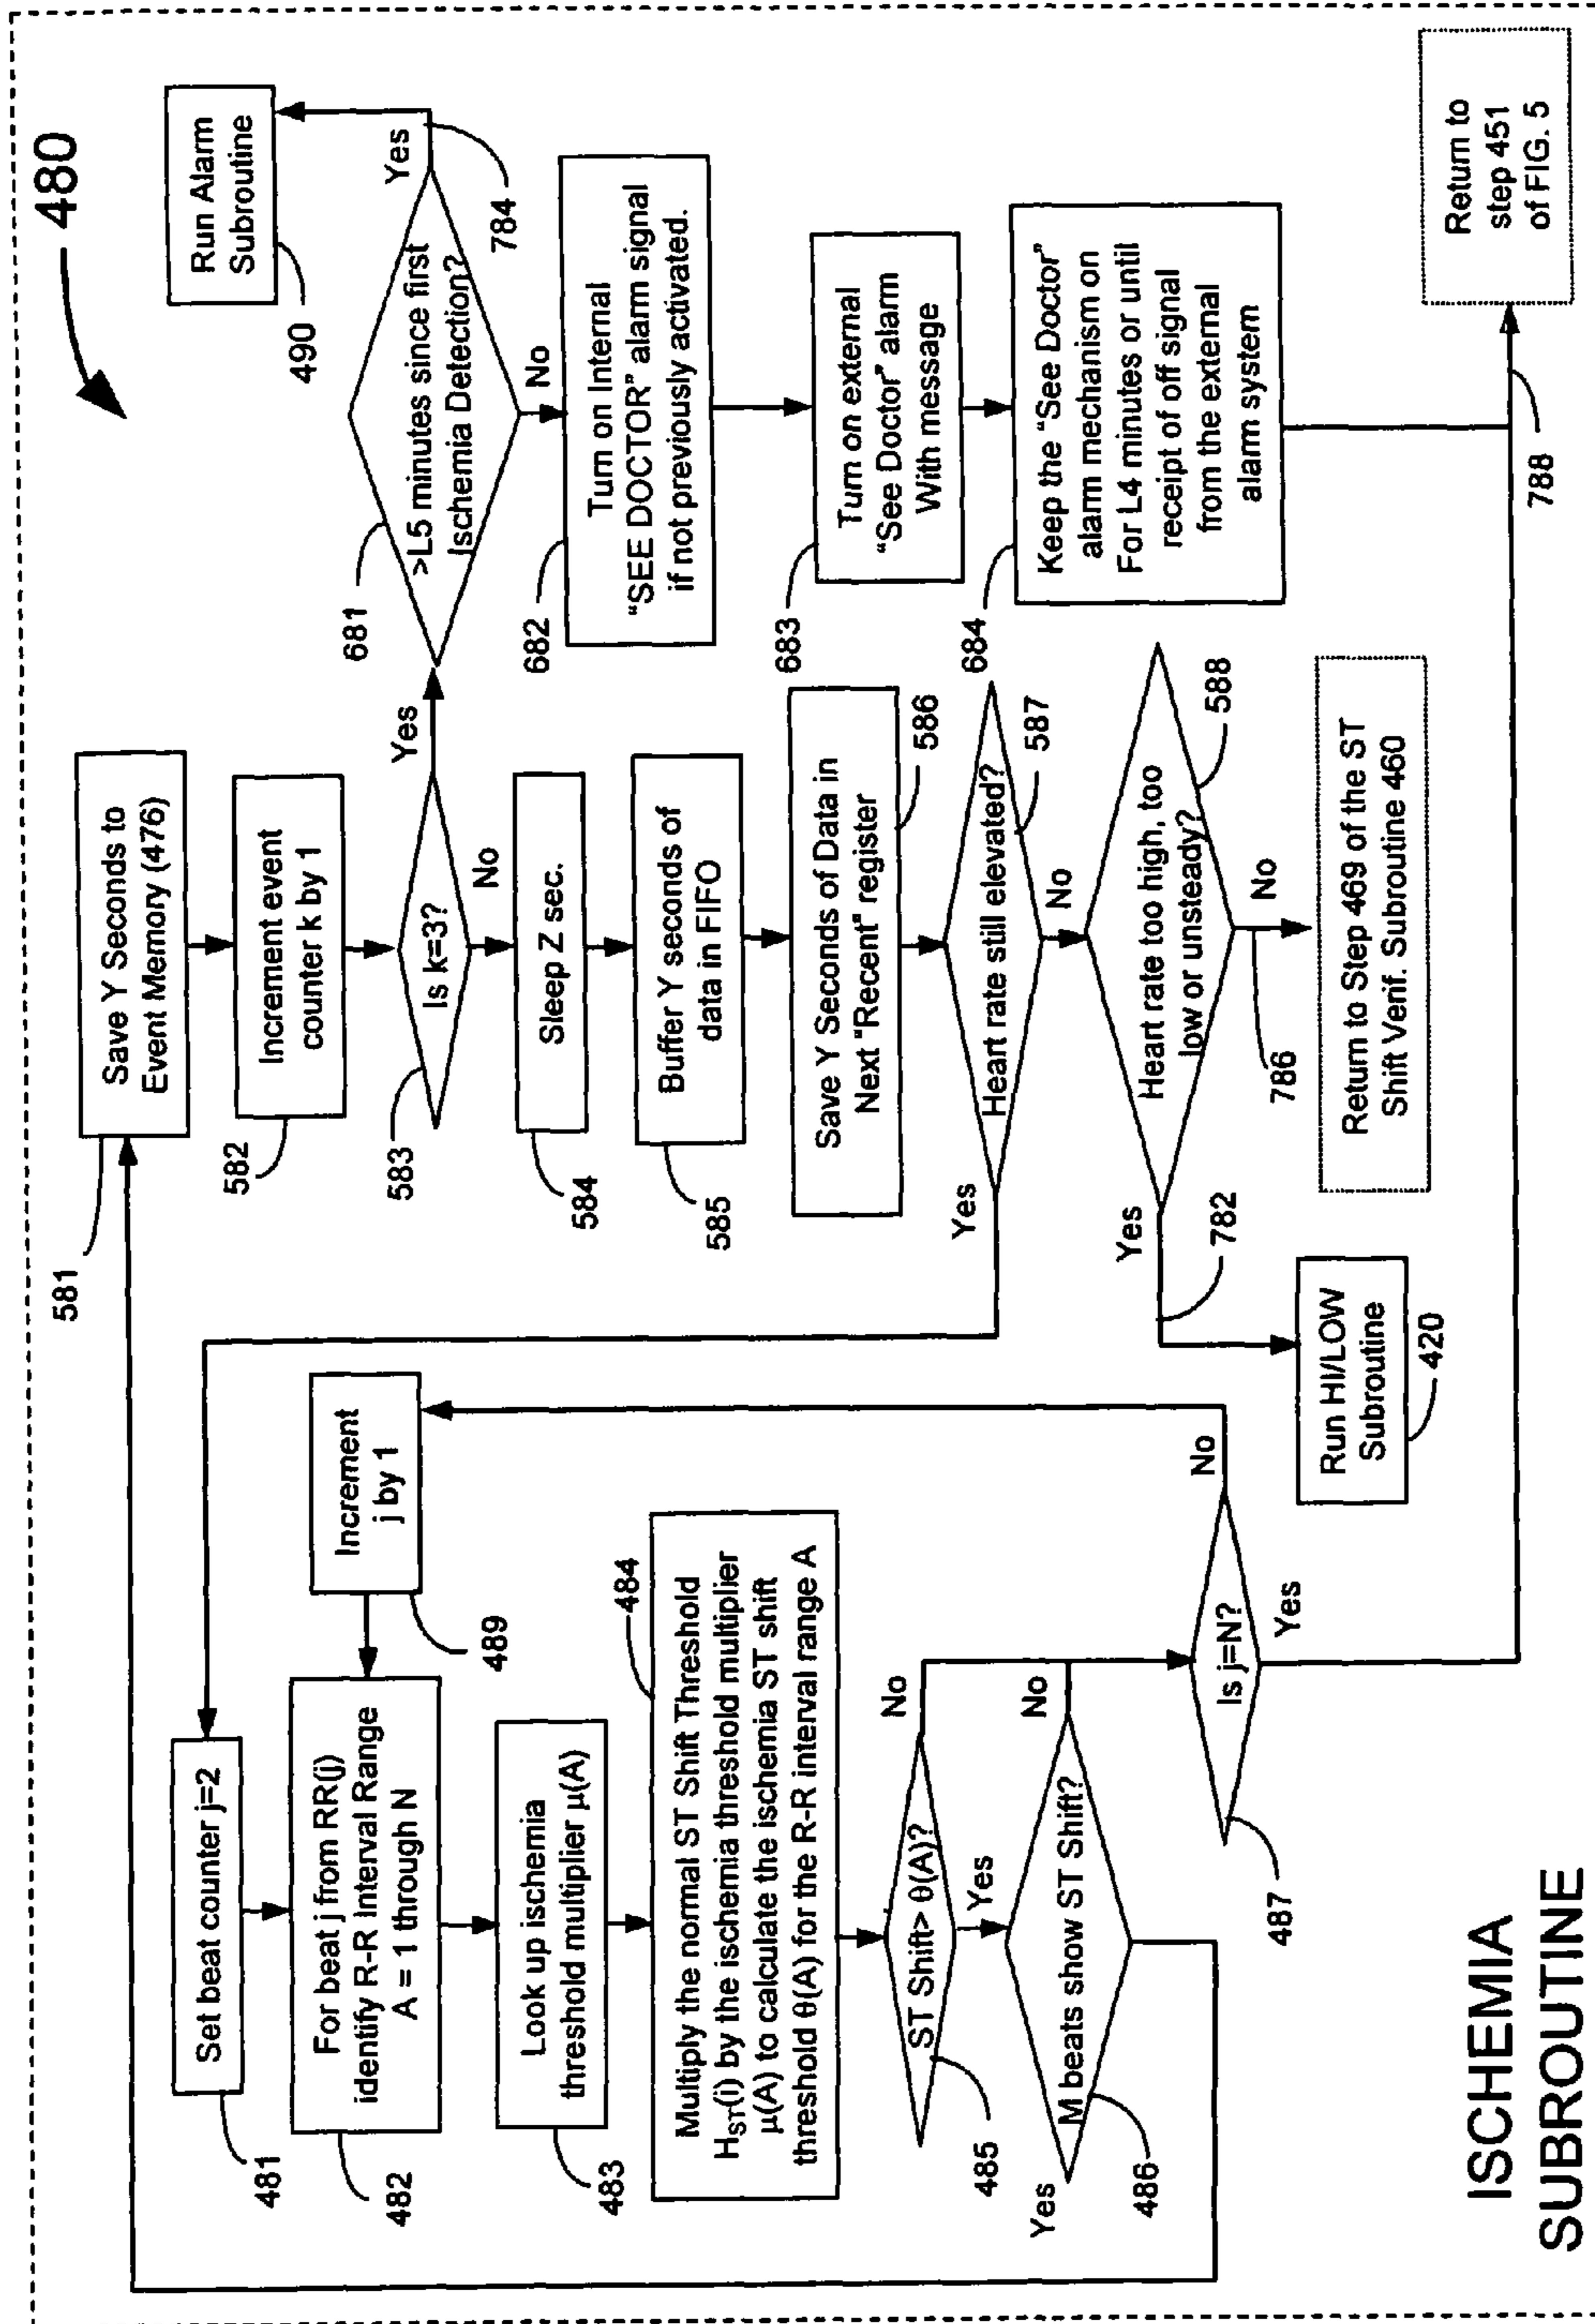 480
Set beat counter j=2
481
For beat j from RR(j)
identify R-R Interval Range
A = 1 through N
482
Increment
j by 1
489
Look up ischemia
threshold multiplier μ(A)
483
Multiply the normal ST Shift Threshold
HST(i) by the ischemia threshold multiplier
μ(A) to calculate the ischemia ST shift
threshold θ(A) for the R-R interval range A
484
ST Shift> θ(A)?
485
No
Yes
M beats show ST Shift?
486
Yes
No
Is j=N?
487
No
Yes
581
Save Y Seconds to
Event Memory (476)
582
Increment event
counter k by 1
583
Is k=3?
Yes
No
584
Sleep Z sec.
585
Buffer Y seconds of
data in FIFO
Save Y Seconds of Data in
Next "Recent" register
586
Heart rate still elevated?
587
Yes
No
Heart rate too high, too
low or unsteady?
588
Yes
782
No
786
Run HI/LOW
Subroutine
420
Return to Step 469 of the ST
Shift Verif. Subroutine 460
681
>L5 minutes since first
Ischemia Detection?
Yes
784
Run Alarm
Subroutine
490
No
682
Turn on Internal
“SEE DOCTOR” alarm signal
if not previously activated.
683
Turn on external
“See Doctor” alarm
With message
684
Keep the “See Doctor”
alarm mechanism on
For L4 minutes or until
receipt of off signal
from the external
alarm system
788
Return to
step 451
of FIG. 5
ISCHEMIA
SUBROUTINE